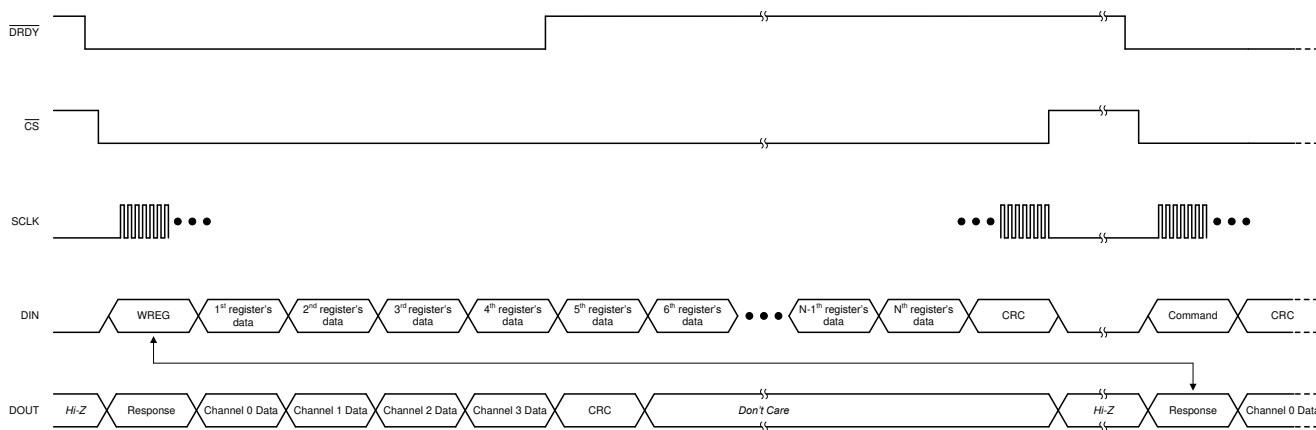 DRDY
CS
SCLK
DIN
WREG
1st register's
data
2nd register's
data
3rd register's
data
4th register's
data
5th register's
data
6th register's
data
N-1th register's
data
Nth register's
data
CRC
Command
CRC
DOUT
Hi-Z
Response
Channel 0 Data
Channel 1 Data
Channel 2 Data
Channel 3 Data
CRC
Don't Care
Hi-Z
Response
Channel 0 Data